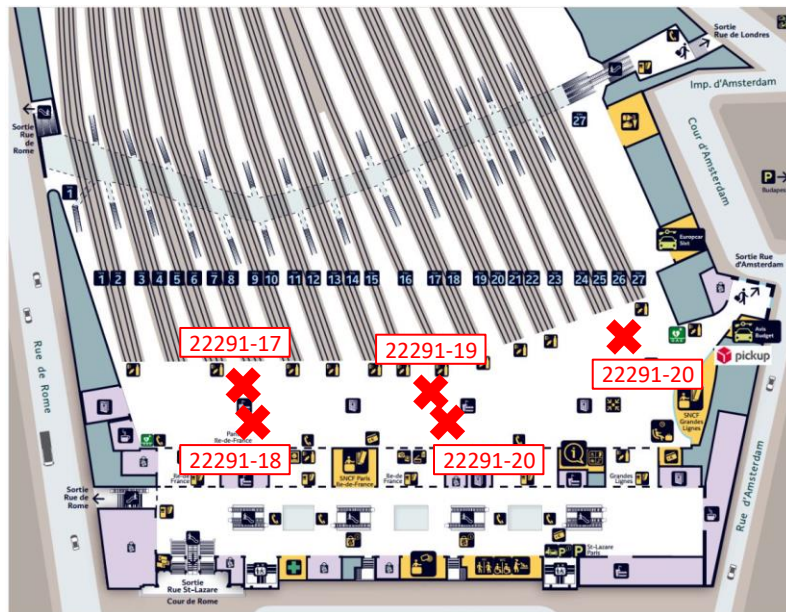 Sortie
Rue de Londres
Imp. d'Amsterdam
Sortie
Rue
de
Rome
27
Cour d'Amsterdam
P
Budapest
1
Europcar
Sixt
Sortie Rue
d'Amsterdam
1 2 3 4 5 6 7 8 9 10 11 12 13 14 15 16 17 18 19 20 21 22 23 24 25 26 27
Rue de Rome
Avis
Budget
22291-17
22291-19
22291-20
pickup
SNCF
Grandes
Lignes
Ile-de-France
22291-18
22291-20
SNCF Paris
Ile-de-France
Ile-de
France
Grandes
Lignes
Rue d'Amsterdam
Sortie
Rue de
Rome
St-Lazare
Paris
Sortie
Rue St-Lazare
Cour de Rome